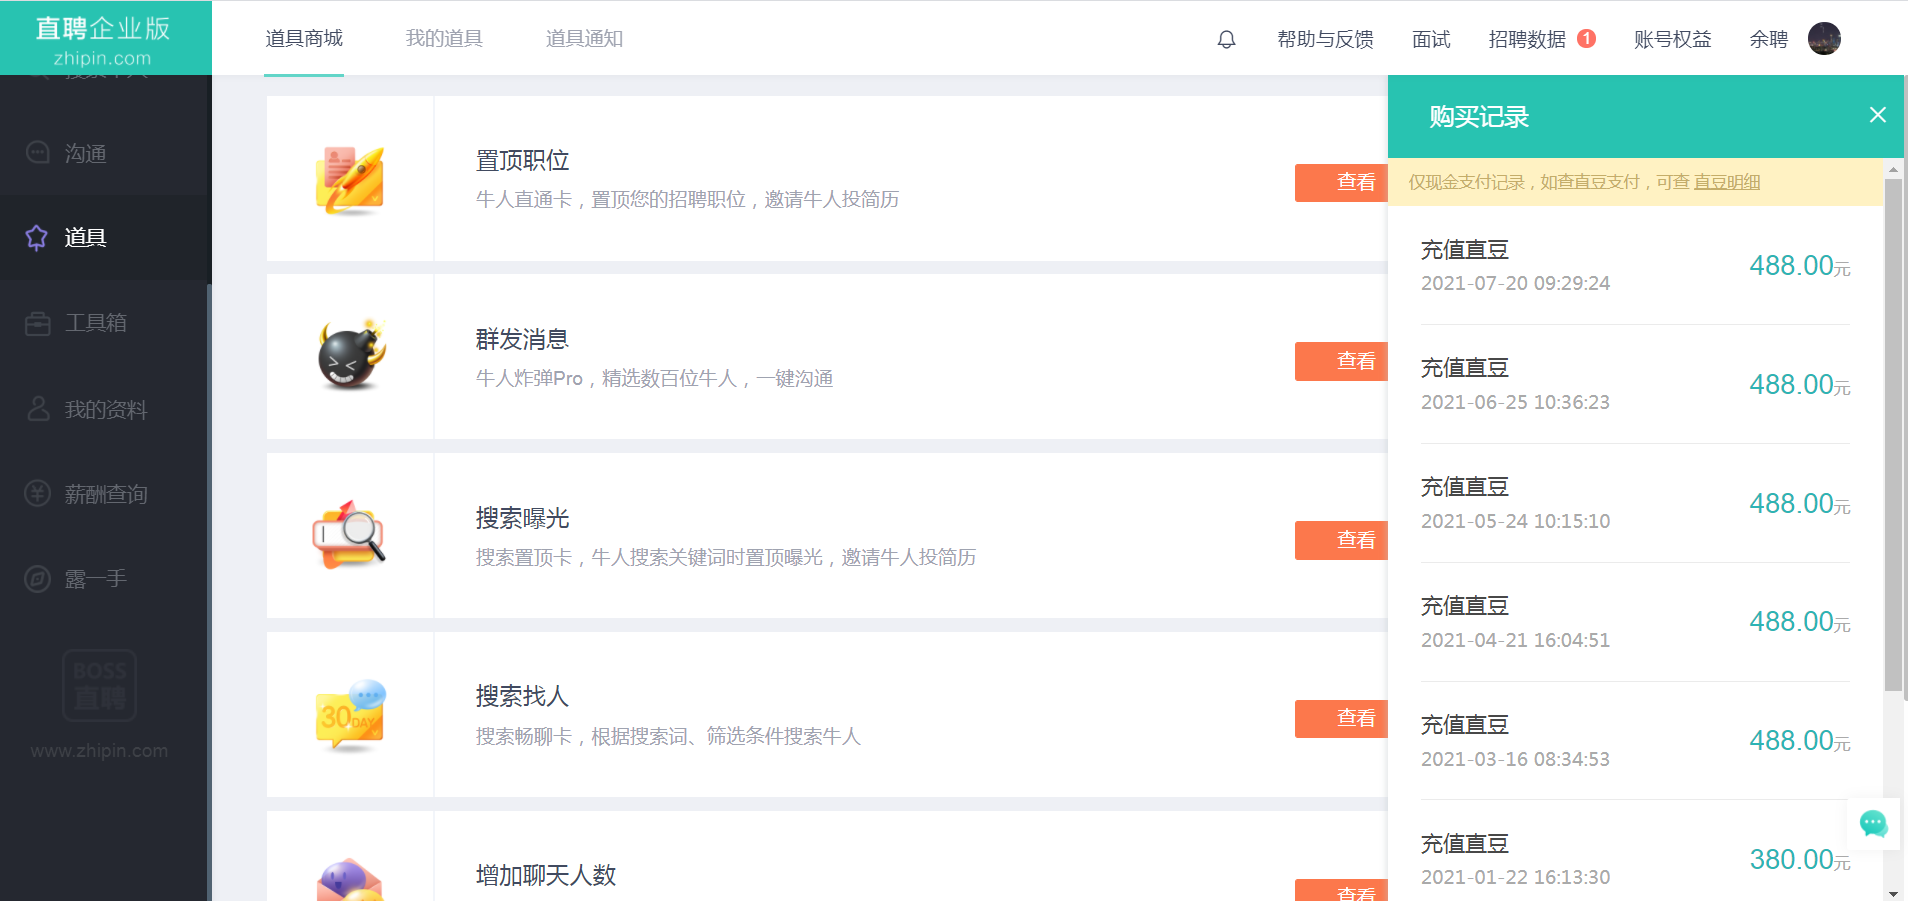 直聘企业版
zhipin.com
道具商城
我的道具
道具通知
帮助与反馈
面试
招聘数据
1
账号权益
余聘
沟通
道具
工具箱
我的资料
薪酬查询
露一手
BOSS
直聘
www.zhipin.com
置顶职位
牛人直通卡，置顶您的招聘职位，邀请牛人投简历
查看
群发消息
牛人炸弹Pro，精选数百位牛人，一键沟通
查看
搜索曝光
搜索置顶卡，牛人搜索关键词时置顶曝光，邀请牛人投简历
查看
30DAY
搜索找人
搜索畅聊卡，根据搜索词、筛选条件搜索牛人
查看
增加聊天人数
查看
购买记录
仅现金支付记录，如查直豆支付，可查 直豆明细
充值直豆
2021-07-20 09:29:24
488.00元
充值直豆
2021-06-25 10:36:23
488.00元
充值直豆
2021-05-24 10:15:10
488.00元
充值直豆
2021-04-21 16:04:51
488.00元
充值直豆
2021-03-16 08:34:53
488.00元
充值直豆
2021-01-22 16:13:30
380.00元